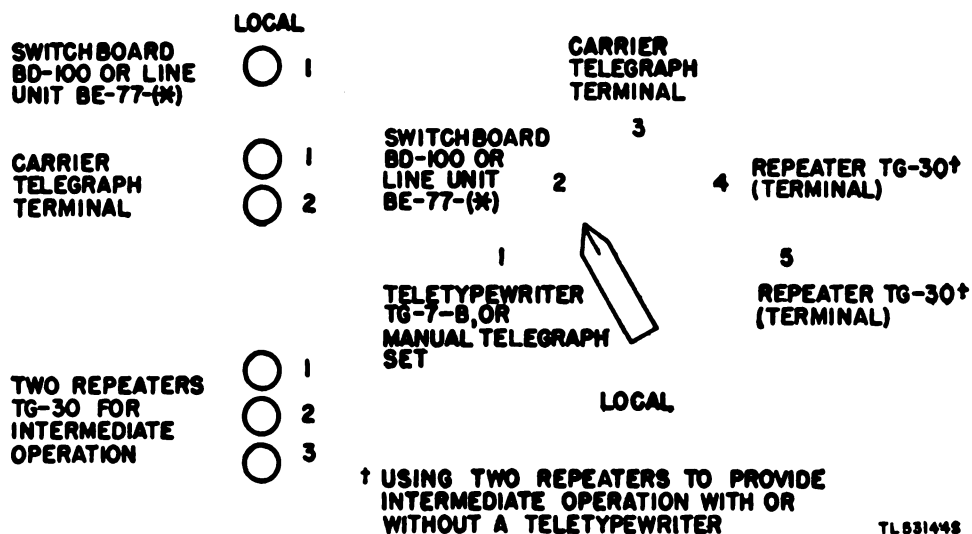 LOCAL
SWITCHBOARD
BD-100 OR LINE
UNIT BE-77-(*)
1
CARRIER
TELEGRAPH
TERMINAL
1
2
TWO REPEATERS
TG-30 FOR
INTERMEDIATE
OPERATION
1
2
3
CARRIER
TELEGRAPH
TERMINAL
3
SWITCHBOARD
BD-100 OR
LINE UNIT
BE-77-(*)
2
4
REPEATER TG-30†
(TERMINAL)
1
TELETYPEWRITER
TG-7-B, OR
MANUAL TELEGRAPH
SET
5
REPEATER TG-30†
(TERMINAL)
LOCAL
† USING TWO REPEATERS TO PROVIDE
INTERMEDIATE OPERATION WITH OR
WITHOUT A TELETYPEWRITER